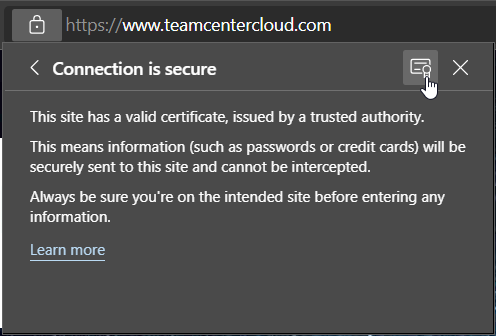 https://www.teamcentercloud.com
Connection is secure
This site has a valid certificate, issued by a trusted authority.
This means information (such as passwords or credit cards) will be
securely sent to this site and cannot be intercepted.
Always be sure you're on the intended site before entering any
information.
Learn more